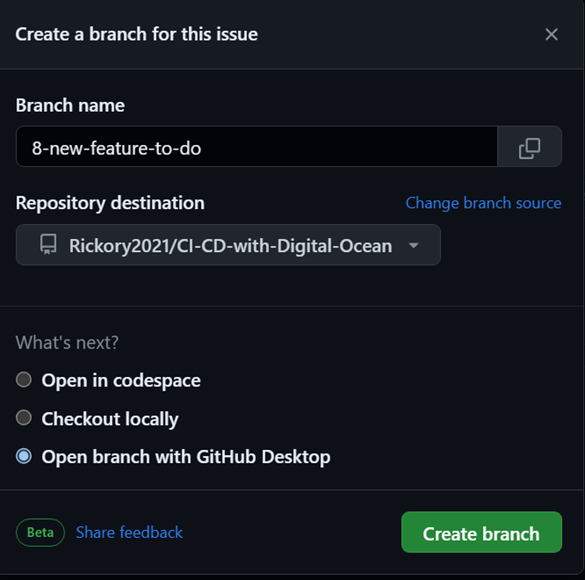 Create a branch for this issue
Branch name
8-new-feature-to-do
Repository destination
Change branch source
Rickory2021/CI-CD-with-Digital-Ocean
What's next?
Open in codespace
Checkout locally
Open branch with GitHub Desktop
Beta
Share feedback
Create branch